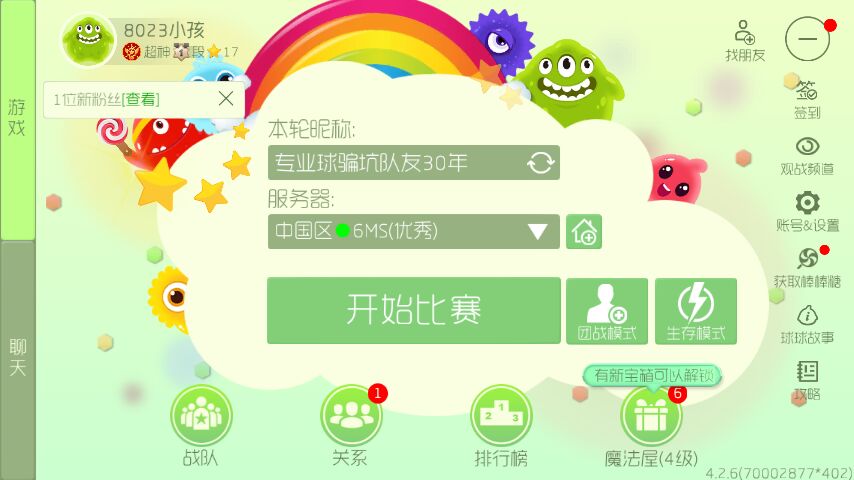 8023小孩
超神1段 17
找朋友
1位新粉丝[查看]
游戏
聊天
本轮昵称:
专业球骗坑队友30年
服务器:
中国区 6MS(优秀)
开始比赛
团战模式
生存模式
有新宝箱可以解锁
签
签到
观战频道
账号&设置
获取棒棒糖
球球故事
攻略
战队
1
关系
1
2
3
排行榜
6
魔法屋(4级)
4.2.6(70002877*402)